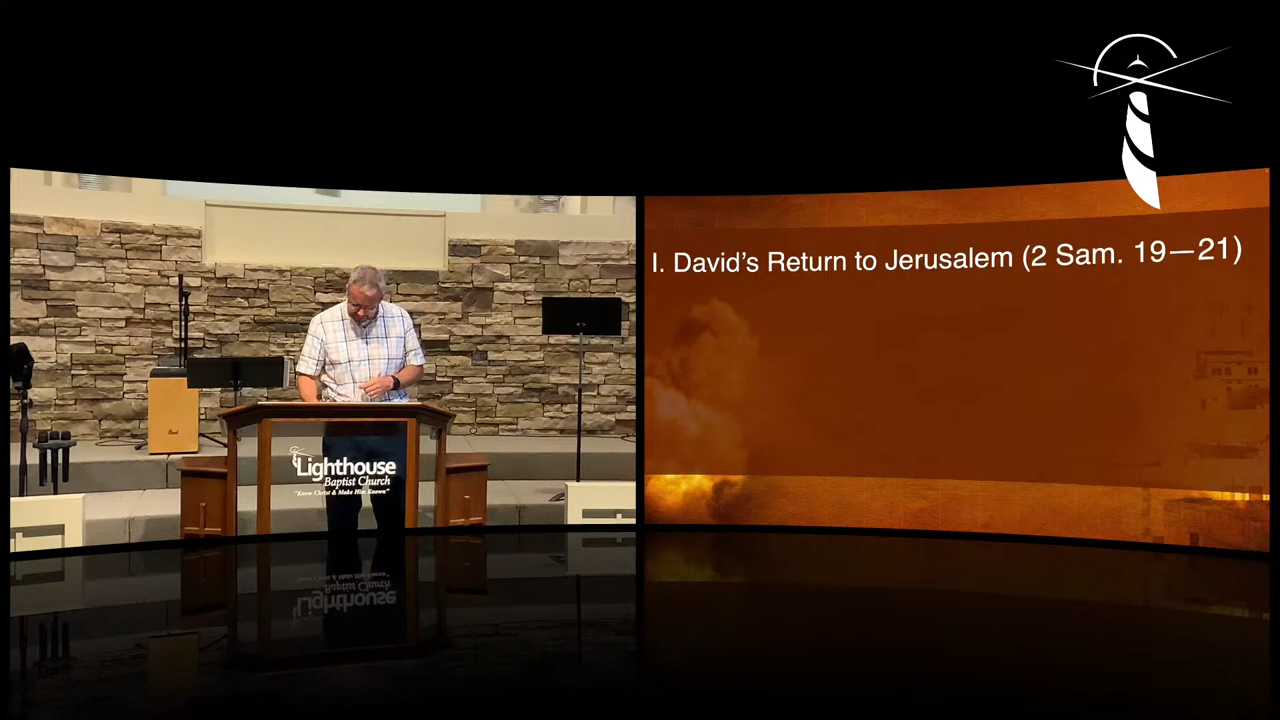 I. David's Return to Jerusalem (2 Sam. 19—21)
Lighthouse
Baptist Church
"Know Christ & Make Him Known"